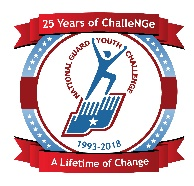 25 Years of ChalleNGe
NATIONAL GUARD YOUTH CHALLENGE
1993-2018
A Lifetime of Change